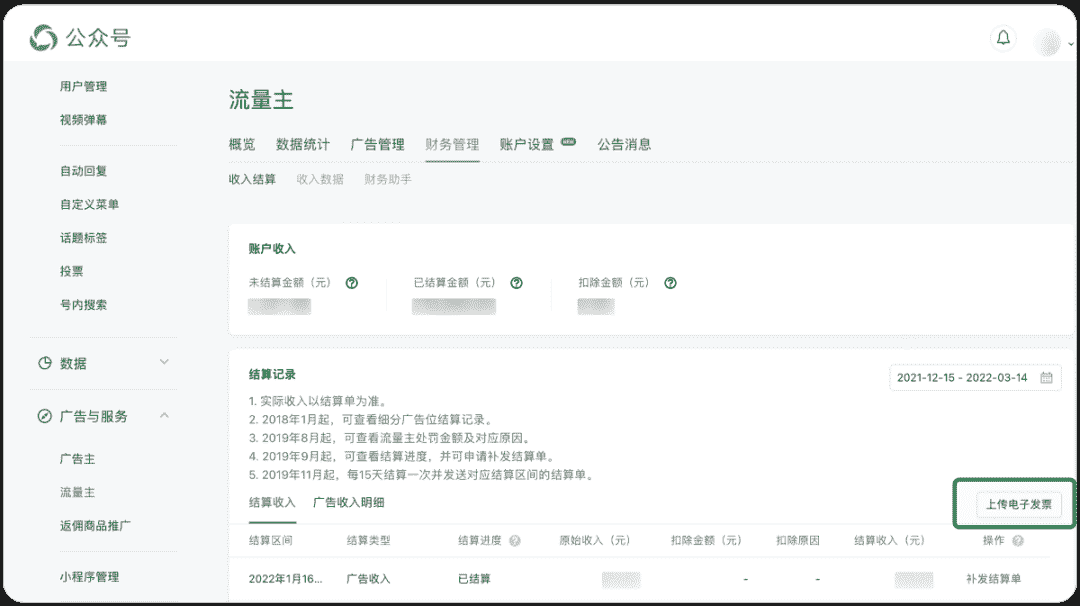 公众号
用户管理
视频弹幕
自动回复
自定义菜单
话题标签
投票
号内搜索
数据
广告与服务
广告主
流量主
返佣商品推广
小程序管理
流量主
概览 数据统计 广告管理 财务管理 账户设置 NEW 公告消息
收入结算 收入数据 财务助手
账户收入
未结算金额（元） ? 已结算金额（元） ? 扣除金额（元） ?
结算记录
2021-12-15 - 2022-03-14
1. 实际收入以结算单为准。
2. 2018年1月起，可查看细分广告位结算记录。
3. 2019年8月起，可查看流量主处罚金额及对应原因。
4. 2019年9月起，可查看结算进度，并可申请补发结算单。
5. 2019年11月起，每15天结算一次并发送对应结算区间的结算单。
结算收入 广告收入明细
上传电子发票
结算区间 结算类型 结算进度 ? 原始收入（元） 扣除金额（元） 扣除原因 结算收入（元） 操作 ?
2022年1月16... 广告收入 已结算 - - 补发结算单